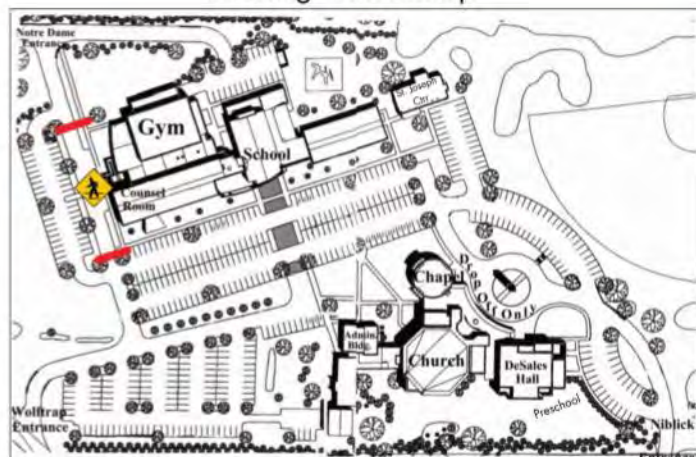 Notre Dame
Entrance
St. Joseph
Ctr
Gym
School
Counsel
Room
Chapel
Drop Off Only
Admin.
Bldg.
Church
DeSales
Hall
Preschool
Wolftrap
Entrance
Niblick